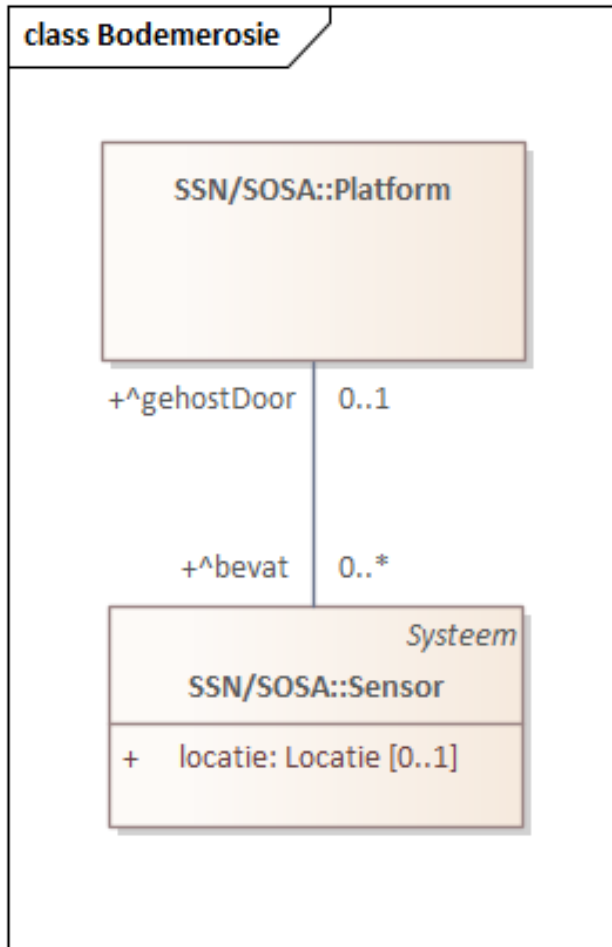 class Bodemerosie
SSN/SOSA::Platform
+^gehostDoor 0..1
+^bevat 0..*
Systeem
SSN/SOSA::Sensor
+ locatie: Locatie [0..1]